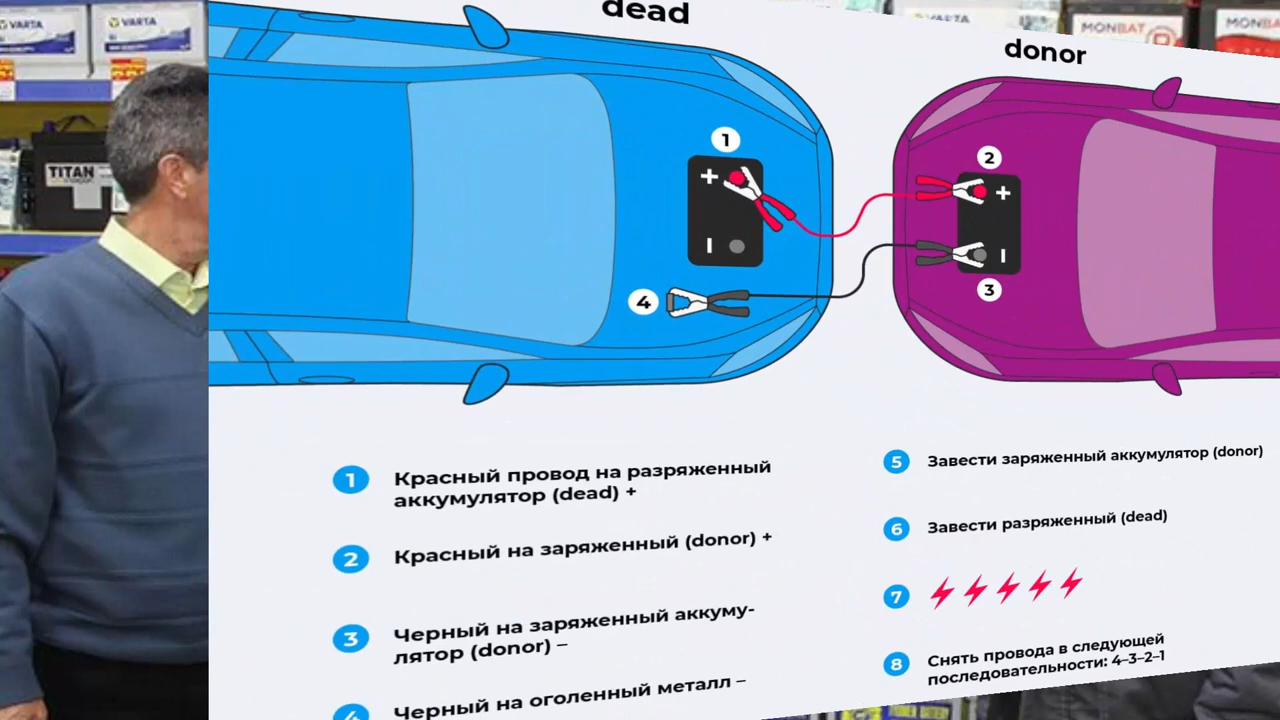 VARTA
VARTA
VARTA
MONBAT
TITAN
dead
donor
1
+
2
+
3
4
Красный провод на разряженный
аккумулятор (dead) +
1
Красный на заряженный (donor) +
2
Черный на заряженный аккуму-
лятор (donor) –
3
Черный на оголенный металл –
4
5
Завести заряженный аккумулятор (donor)
6
Завести разряженный (dead)
7
8
Снять провода в следующей
последовательности: 4–3–2–1